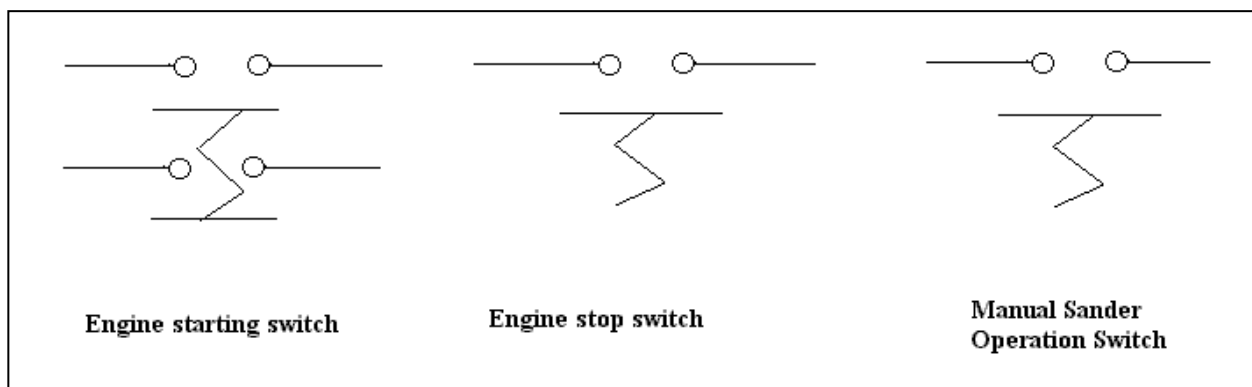 Engine starting switch
Engine stop switch
Manual Sander
Operation Switch